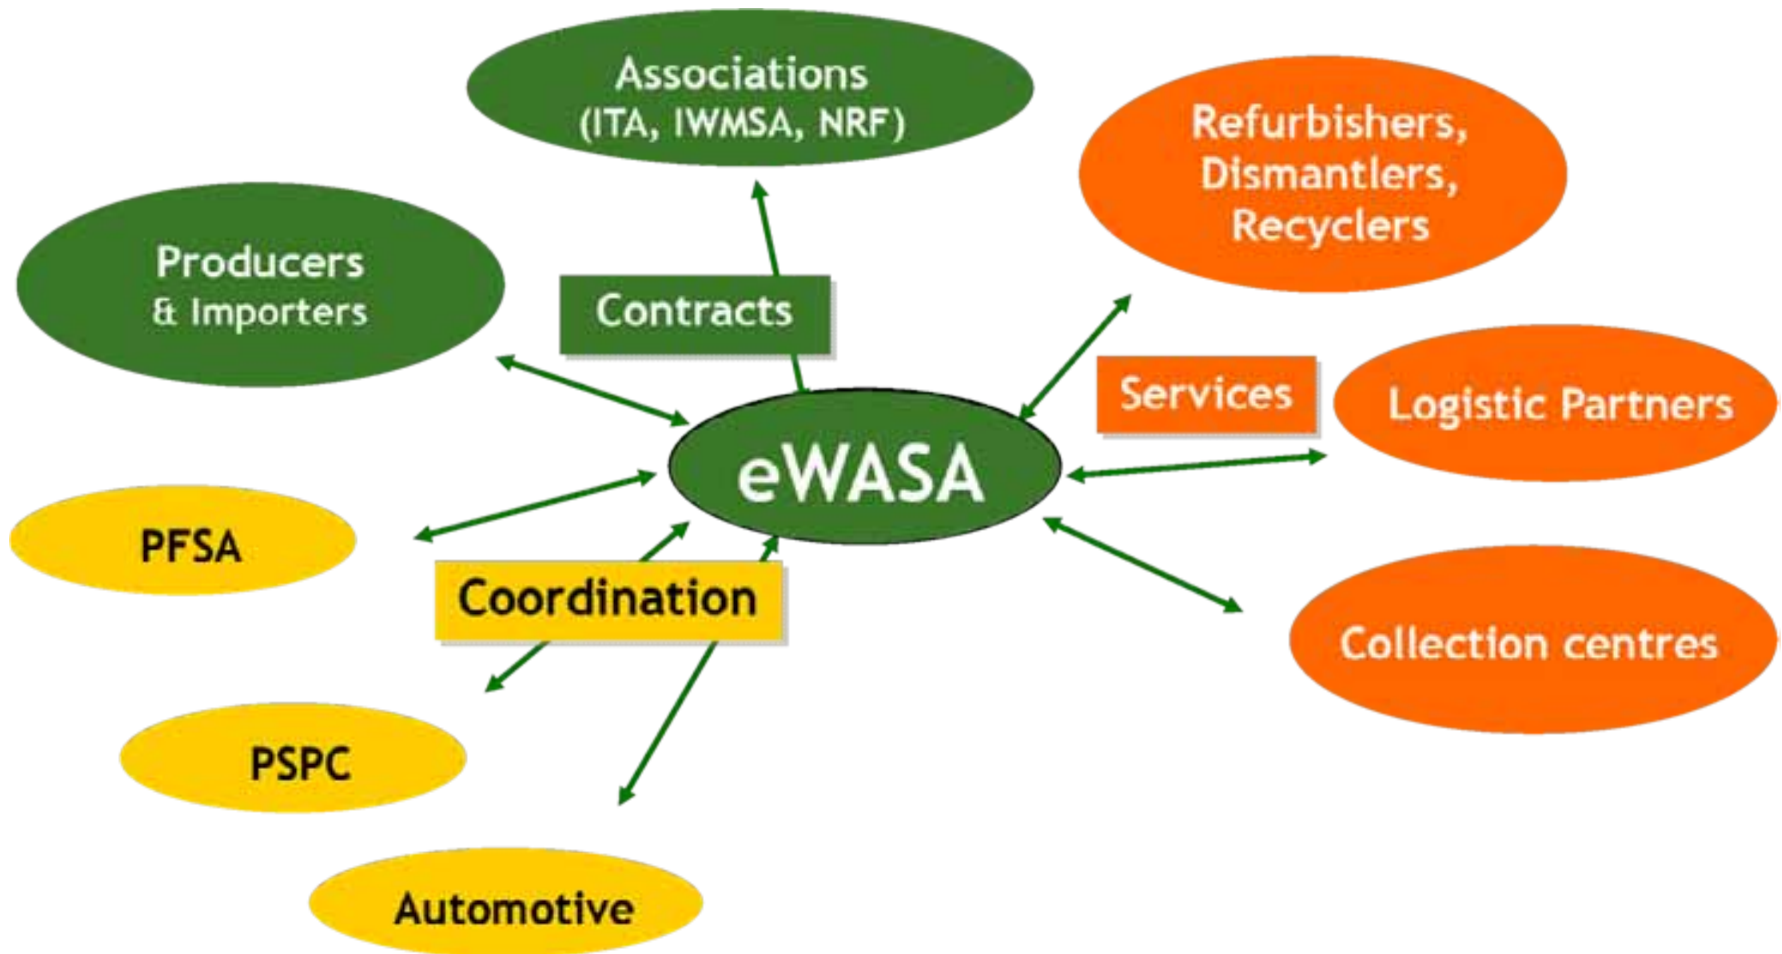 Associations
(ITA, IWMSA, NRF)
Refurbishers,
Dismantlers,
Recyclers
Producers
& Importers
Contracts
Services
Logistic Partners
eWASA
PFSA
Coordination
Collection centres
PSPC
Automotive